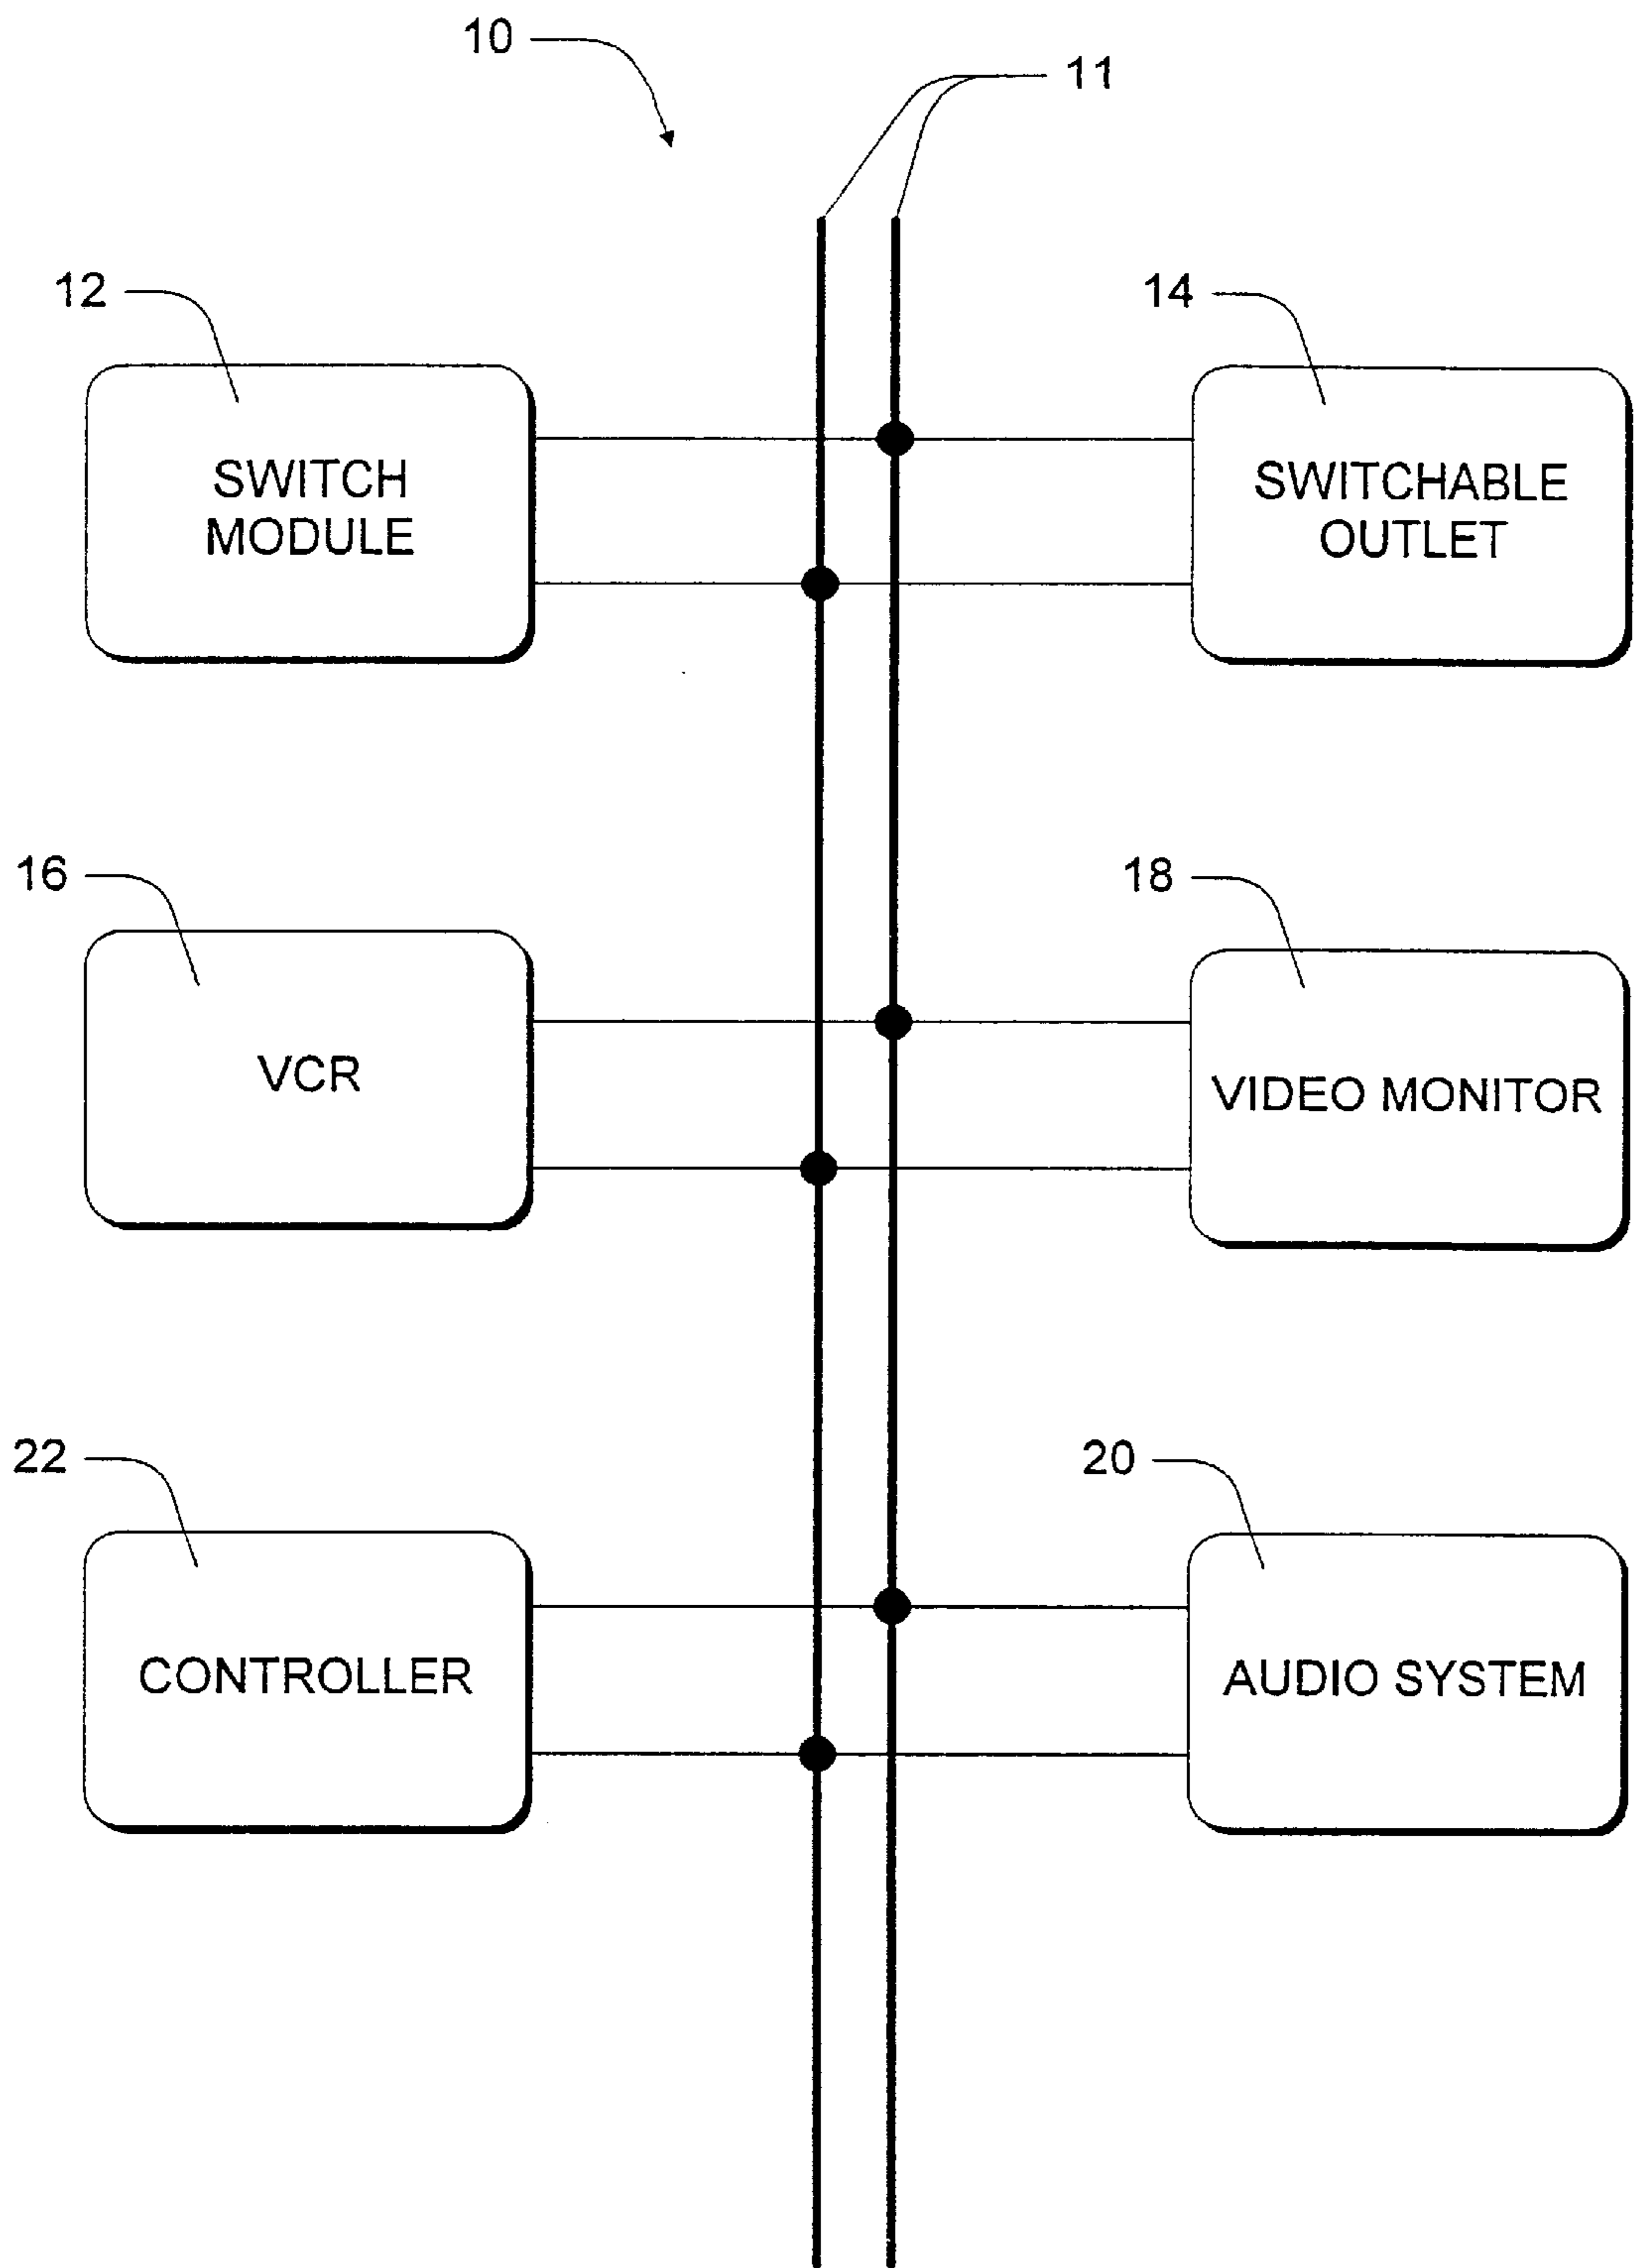 10
11
12
14
SWITCH
MODULE
SWITCHABLE
OUTLET
16
18
VCR
VIDEO MONITOR
22
20
CONTROLLER
AUDIO SYSTEM